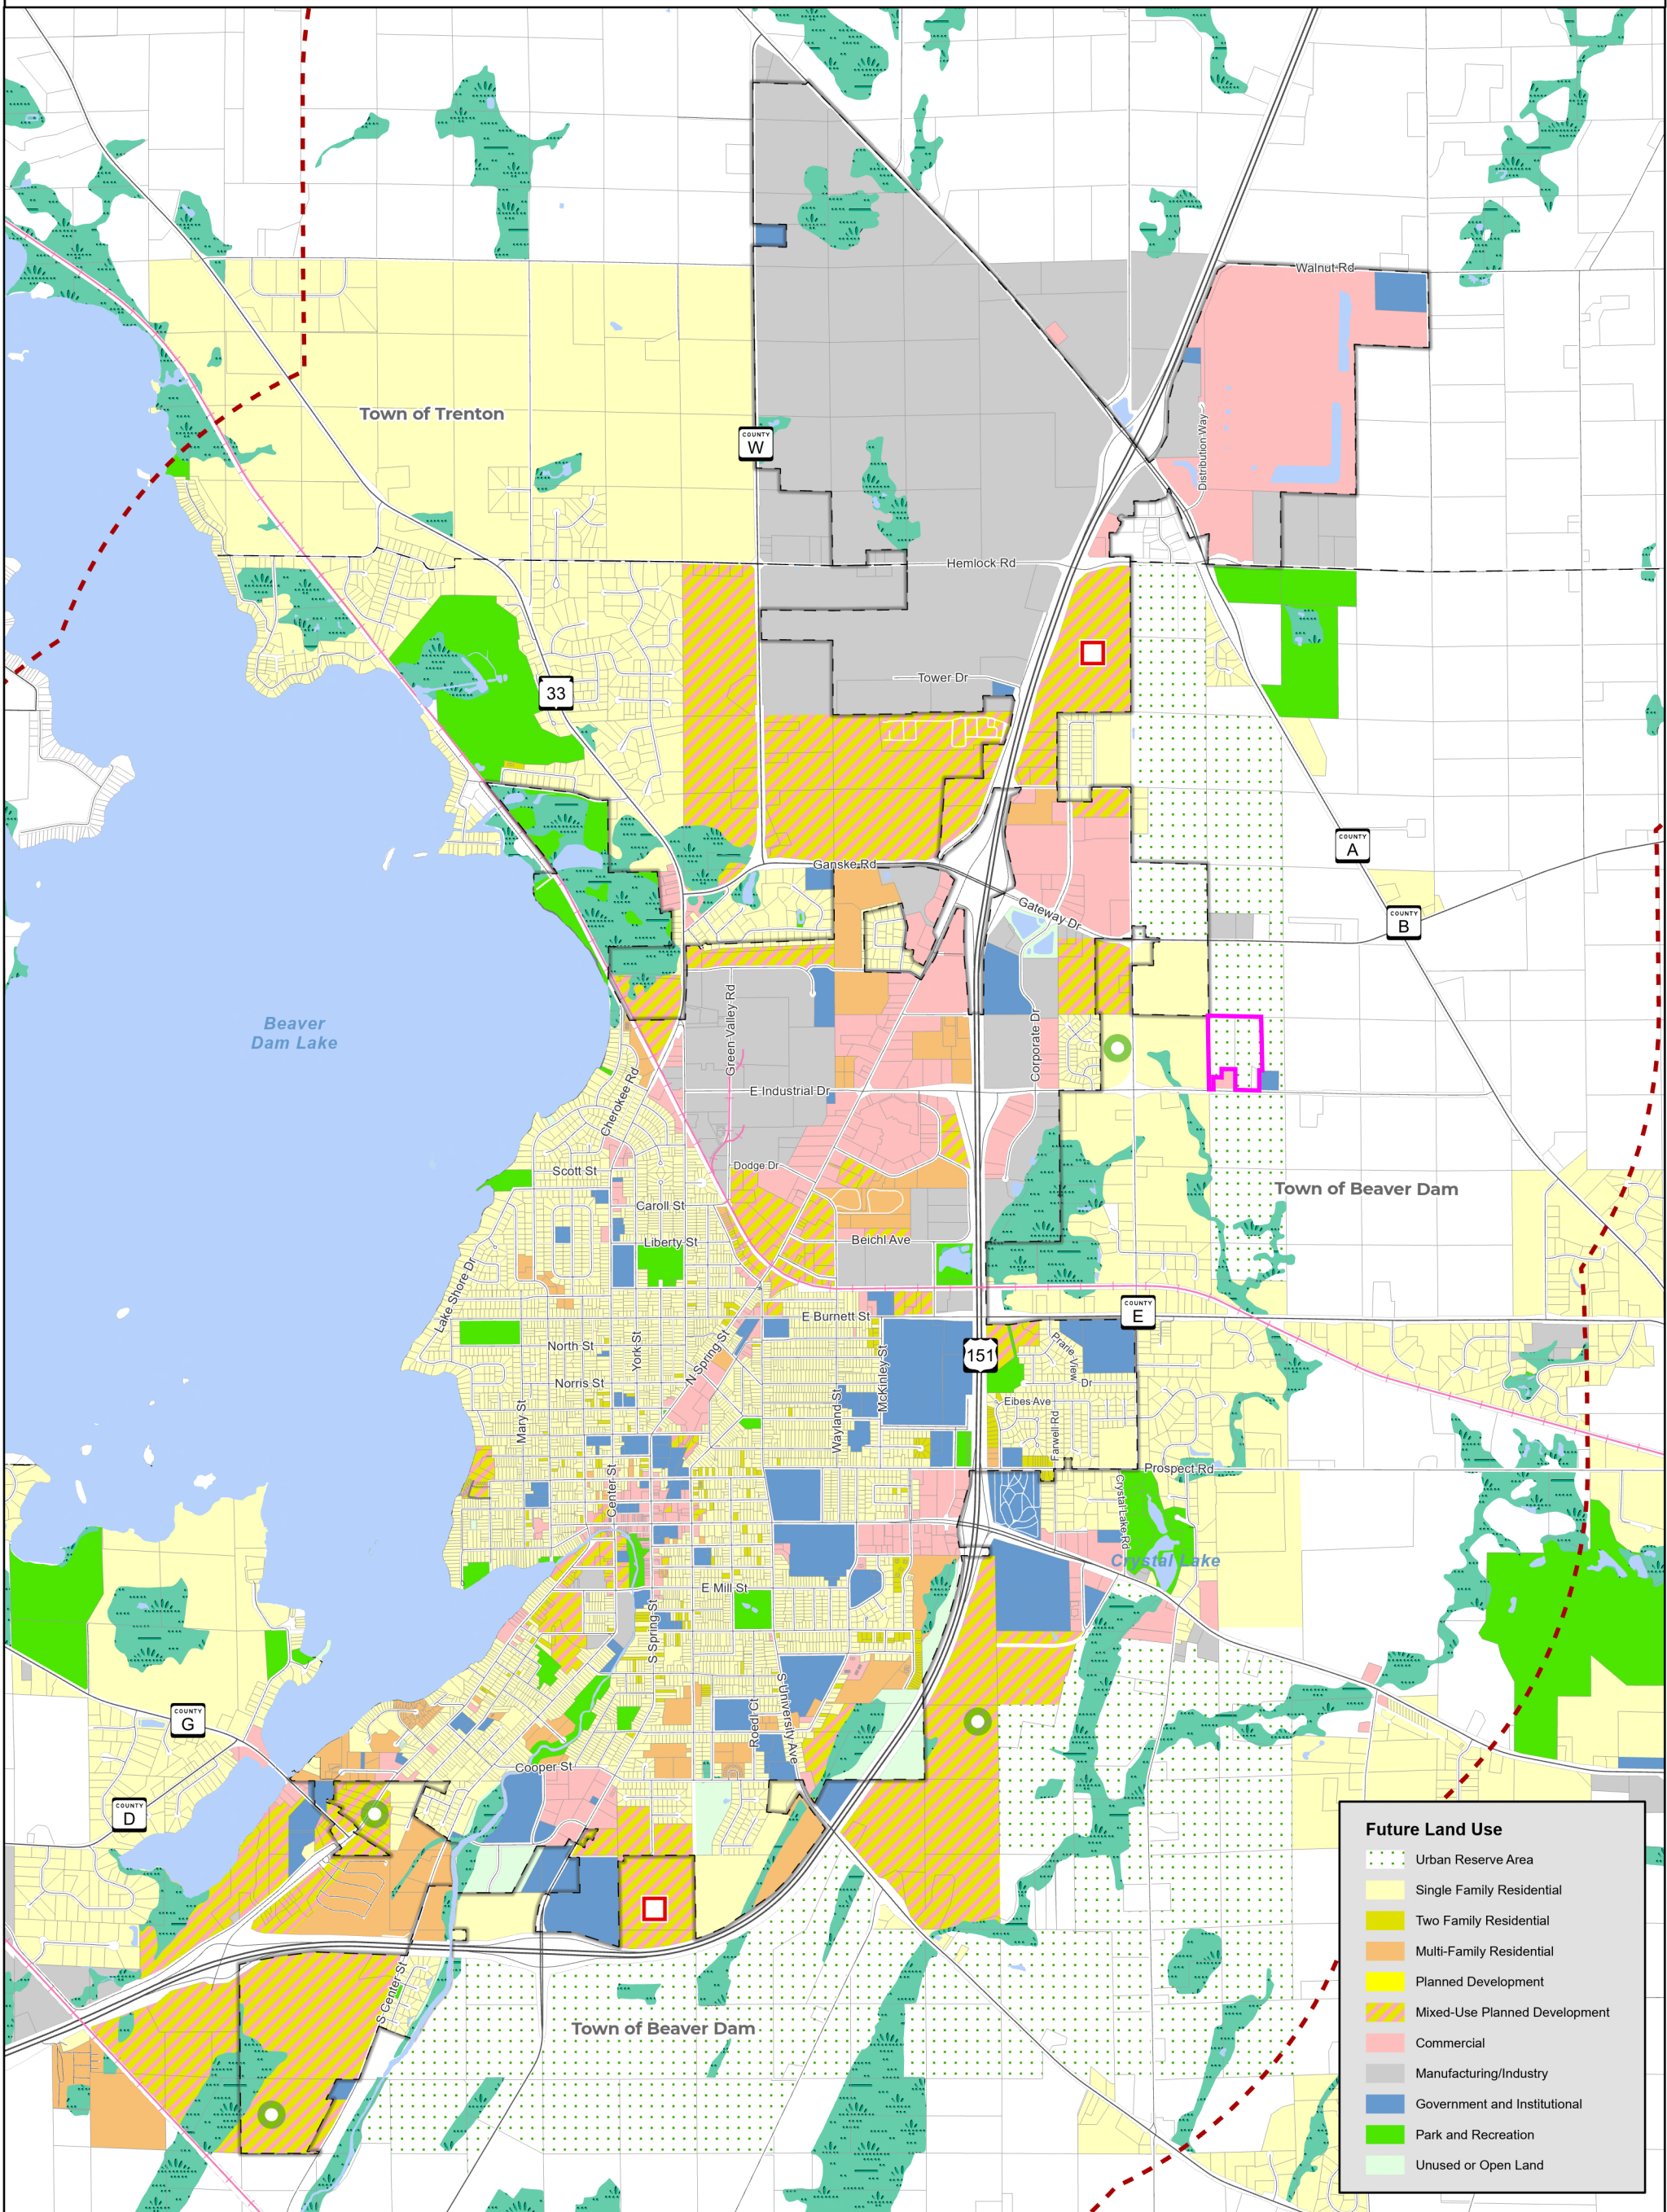 Walnut Rd
Town of Trenton
COUNTY
W
Distribution Way
Hemlock Rd
Tower Dr
33
COUNTY
A
Ganske Rd
Gateway Dr
COUNTY
B
Beaver
Dam Lake
Green Valley Rd
Corporate Dr
E Industrial Dr
Cherokee Rd
Dodge Dr
Scott St
Town of Beaver Dam
Caroll St
Liberty St
Beichl Ave
Lake Shore Dr
COUNTY
E
E Burnett St
North St
York St
N Spring St
McKinley St
151
Prarie View
Dr
Norris St
Eibes Ave
Mary St
Wayland St
Farwell Rd
Prospect Rd
Center St
Crystal Lake Rd
Crystal Lake
E Mill St
S Spring St
COUNTY
G
Roedl Ct
S University Ave
Cooper St
COUNTY
D
S Center St
Town of Beaver Dam
Future Land Use
Urban Reserve Area
Single Family Residential
Two Family Residential
Multi-Family Residential
Planned Development
Mixed-Use Planned Development
Commercial
Manufacturing/Industry
Government and Institutional
Park and Recreation
Unused or Open Land